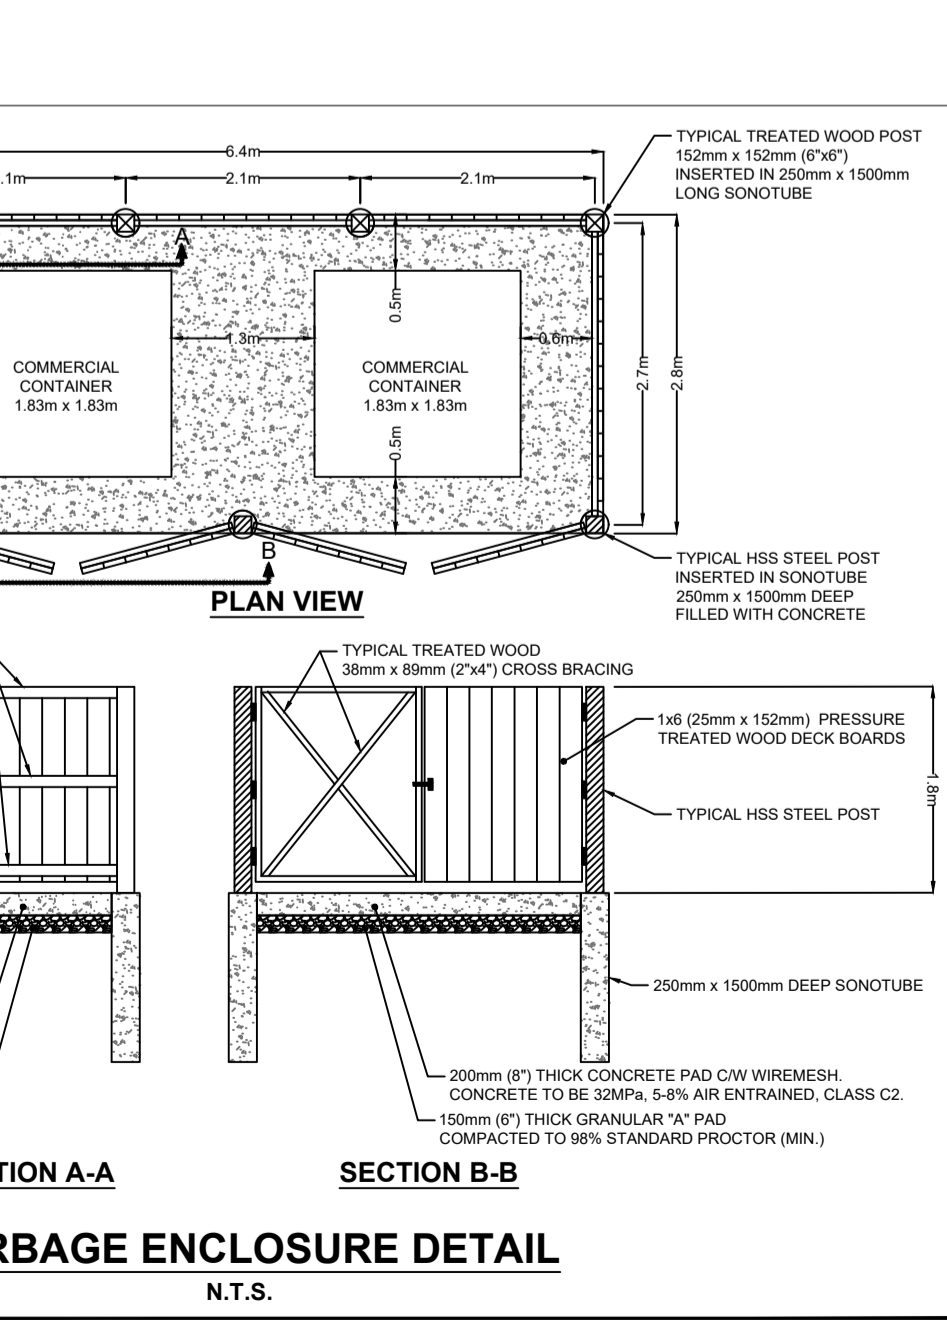 6.4m
.1m
2.1m
2.1m
TYPICAL TREATED WOOD POST
152mm x 152mm (6"x6")
INSERTED IN 250mm x 1500mm
LONG SONOTUBE
A
0.5m
1.3m
0.6m
2.7m
2.8m
COMMERCIAL
CONTAINER
1.83m x 1.83m
COMMERCIAL
CONTAINER
1.83m x 1.83m
0.5m
B
PLAN VIEW
TYPICAL HSS STEEL POST
INSERTED IN SONOTUBE
250mm x 1500mm DEEP
FILLED WITH CONCRETE
TYPICAL TREATED WOOD
38mm x 89mm (2"x4") CROSS BRACING
1x6 (25mm x 152mm) PRESSURE
TREATED WOOD DECK BOARDS
1.8m
TYPICAL HSS STEEL POST
250mm x 1500mm DEEP SONOTUBE
200mm (8") THICK CONCRETE PAD C/W WIREMESH.
CONCRETE TO BE 32MPa, 5-8% AIR ENTRAINED, CLASS C2.
150mm (6") THICK GRANULAR "A" PAD
COMPACTED TO 98% STANDARD PROCTOR (MIN.)
TION A-A
SECTION B-B
RBAGE ENCLOSURE DETAIL
N.T.S.